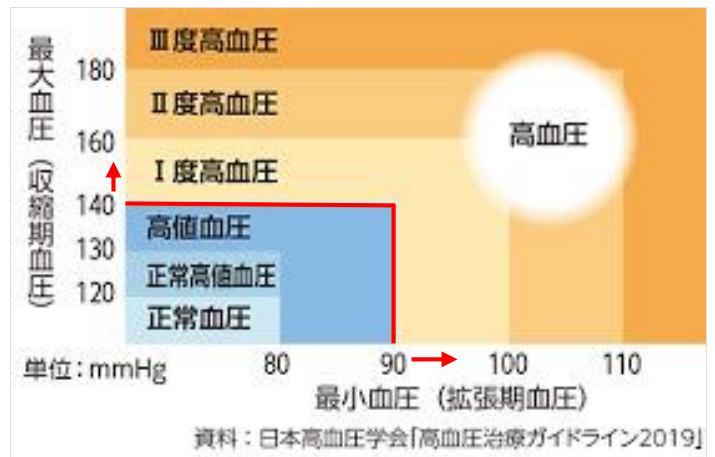 最大血圧（収縮期血圧）
Ⅲ度高血圧
180
Ⅱ度高血圧
高血圧
160
Ⅰ度高血圧
140
高値血圧
130
正常高値血圧
120
正常血圧
単位：mmHg
80
90
100
110
最小血圧（拡張期血圧）
資料：日本高血圧学会「高血圧治療ガイドライン2019」